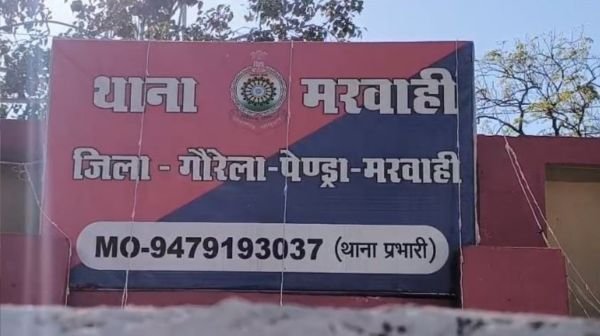 थाना मरवाही
जिला - गौरेला-पेण्ड्रा-मरवाही
MO-9479193037 (थाना प्रभारी)